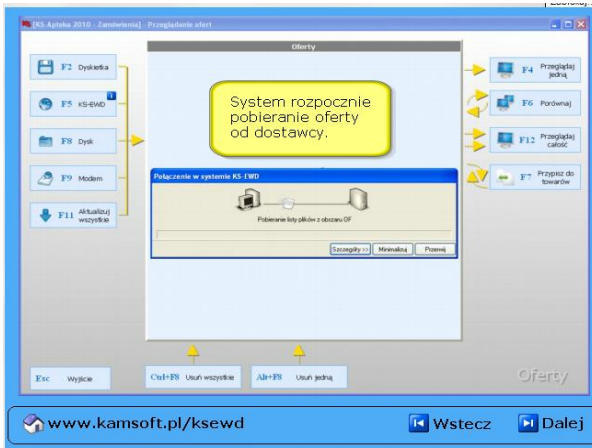 [KS-Apteka 2010 - Zamówienia] - Przeglądanie ofert
Oferty
F2 Dyskietka
F5 KS-EWD
F8 Dysk
F9 Modem
F11 Aktualizuj
wszystkie
System rozpocznie
pobieranie oferty
od dostawcy.
Połączenie w systemie KS-EWD
Pobieranie listy plików z obszaru OF
Szczegóły >> Minimalizuj Przerwij
F4 Przeglądaj
jedną
F6 Porównaj
F12 Przeglądaj
całość
F7 Przypisz do
towarów
Esc Wyjście
Ctrl+F8 Usuń wszystkie
Alt+F8 Usuń jedną
Oferty
www.kamsoft.pl/ksewd
Wstecz
Dalej